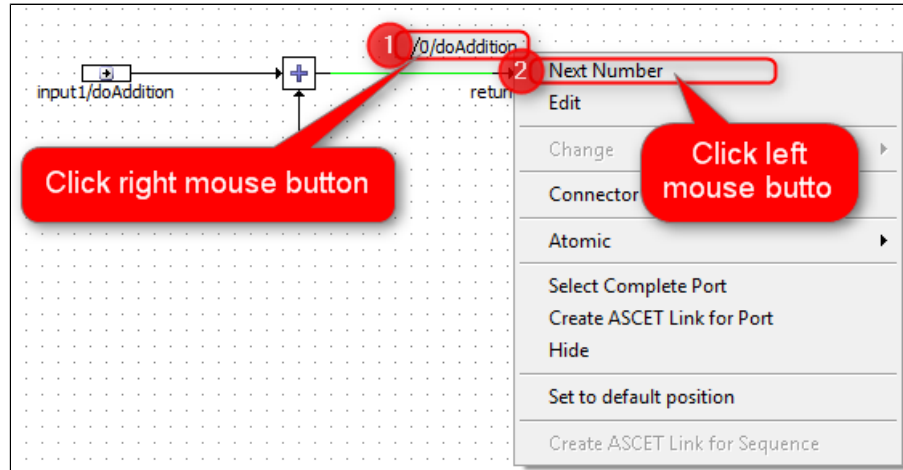 1
/0/doAddition
input1/doAddition
return
2
Next Number
Edit
Change
Connector
Atomic
Select Complete Port
Create ASCET Link for Port
Hide
Set to default position
Create ASCET Link for Sequence
Click right mouse button
Click left
mouse butto